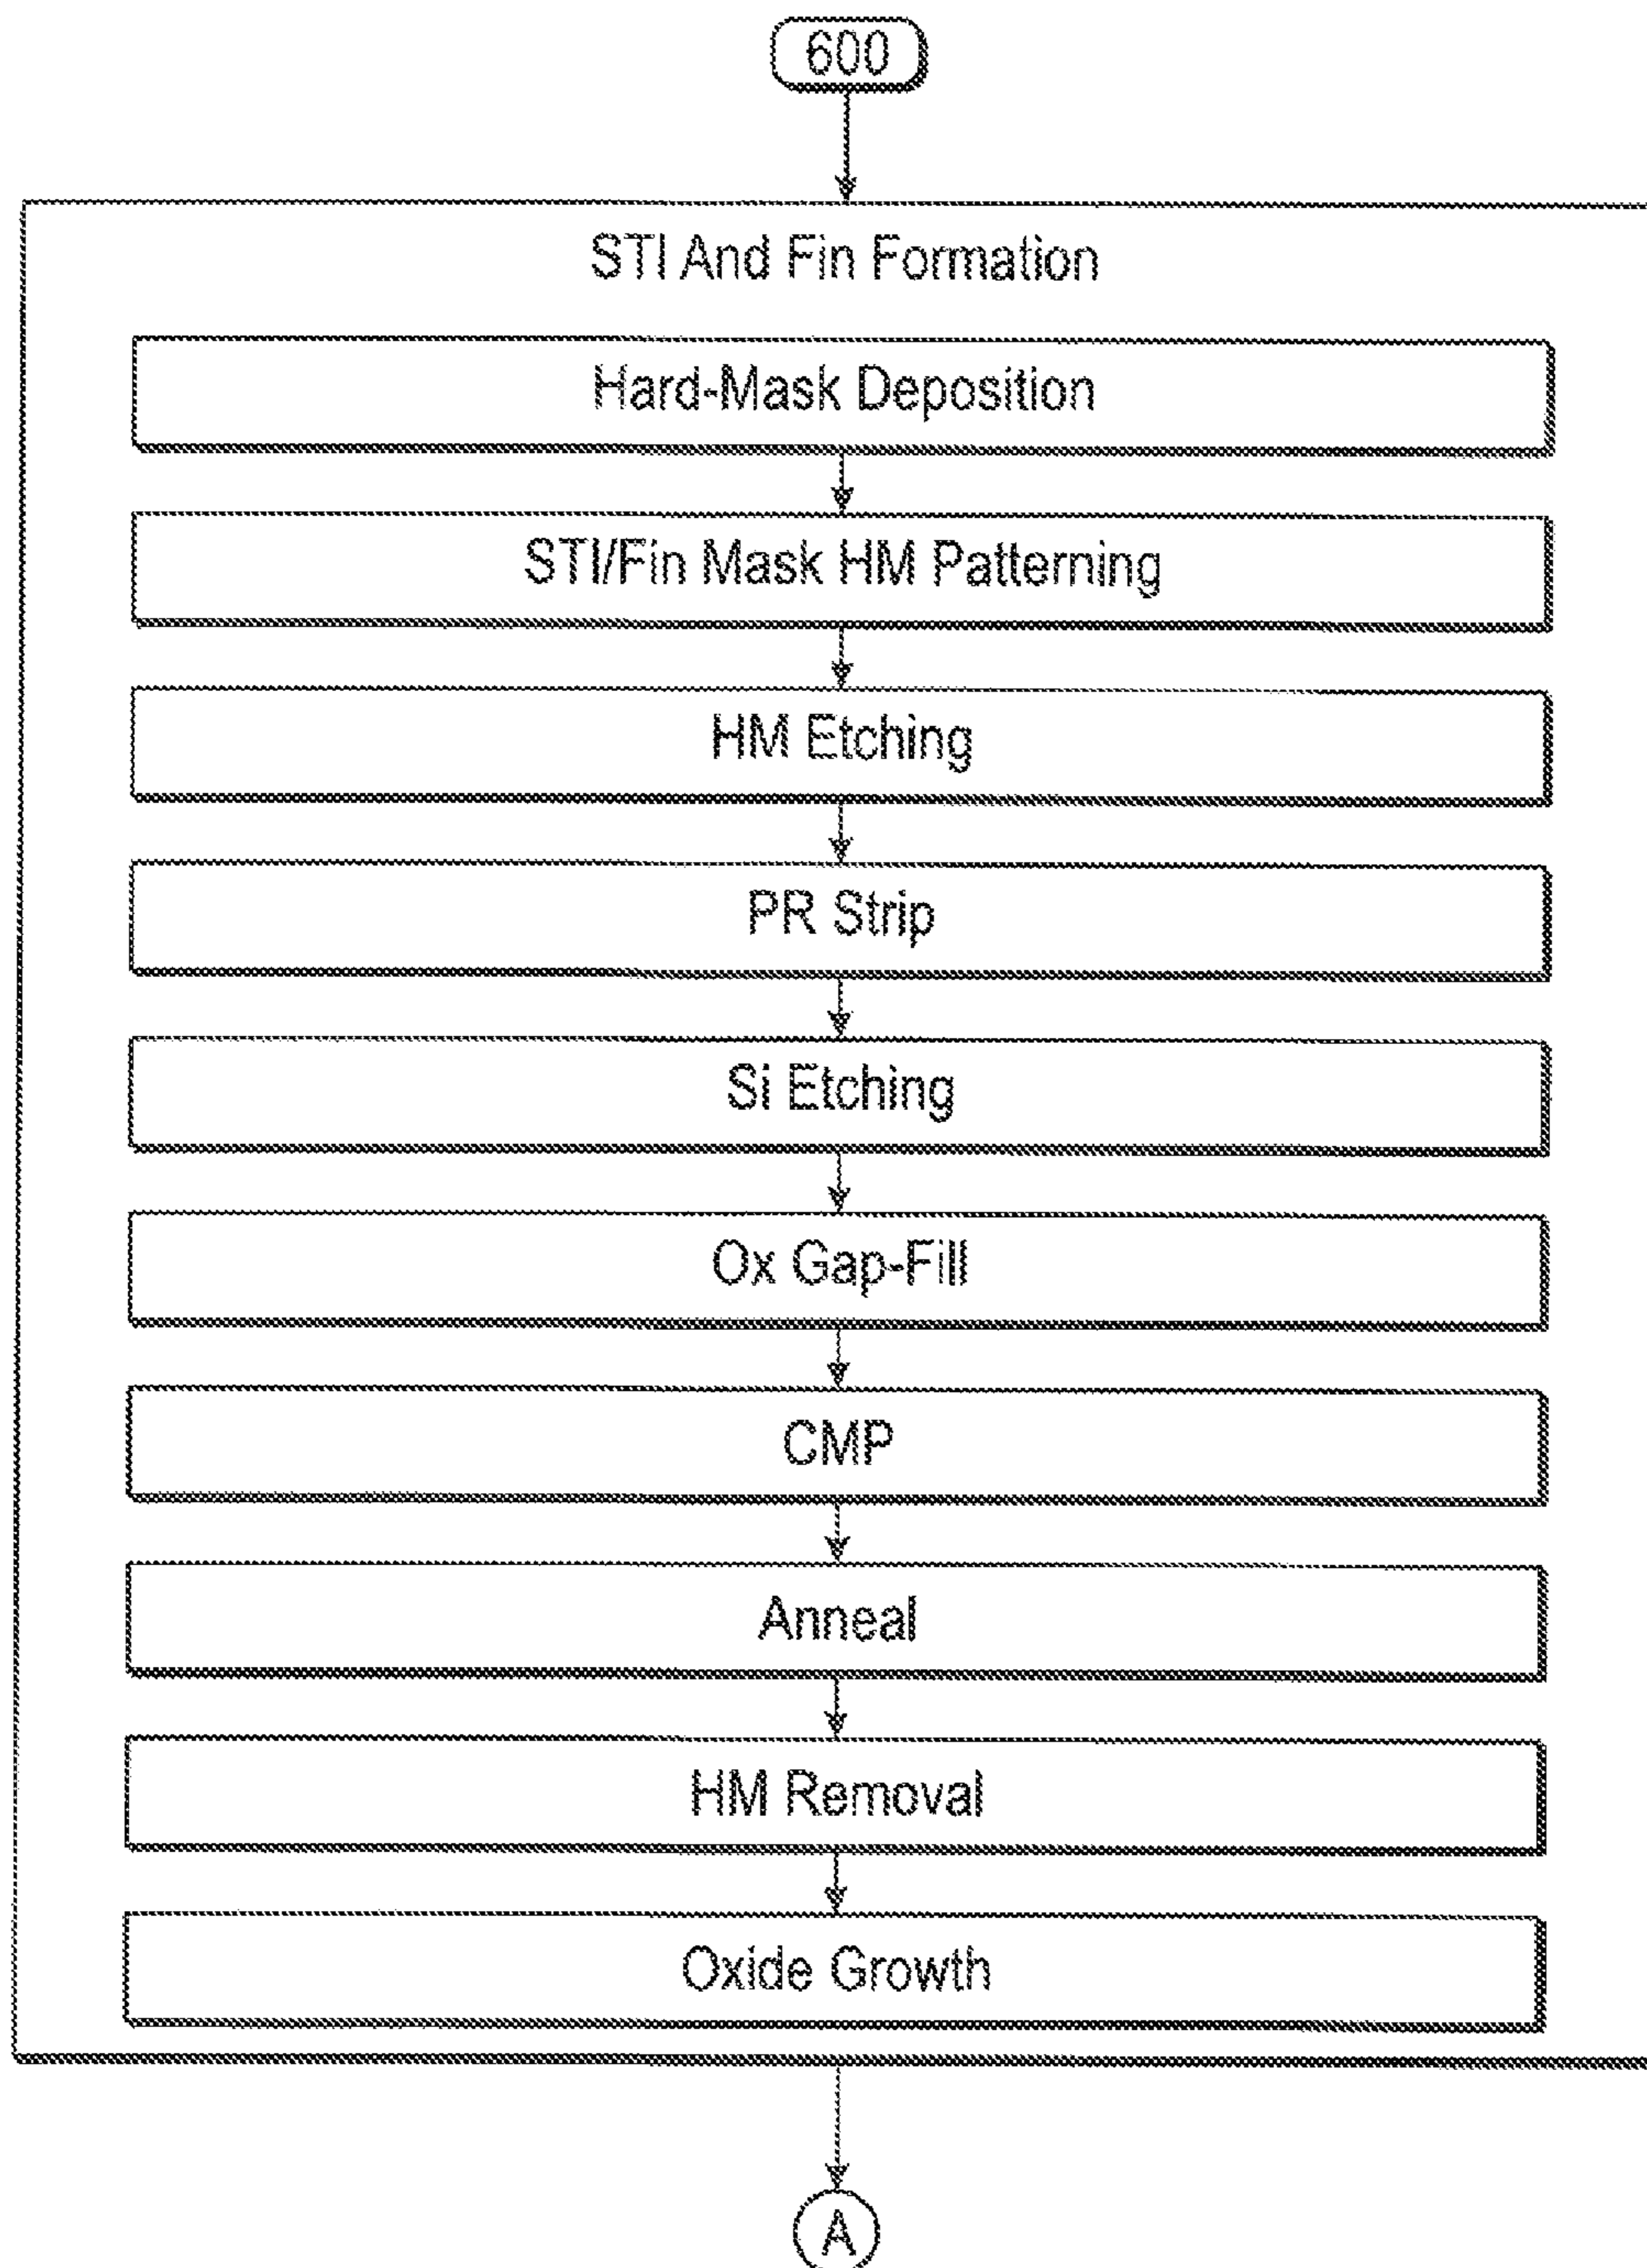 600
STI And Fin Formation
Hard-Mask Deposition
STI/Fin Mask HM Patterning
HM Etching
PR Strip
Si Etching
Ox Gap-Fill
CMP
Anneal
HM Removal
Oxide Growth
A